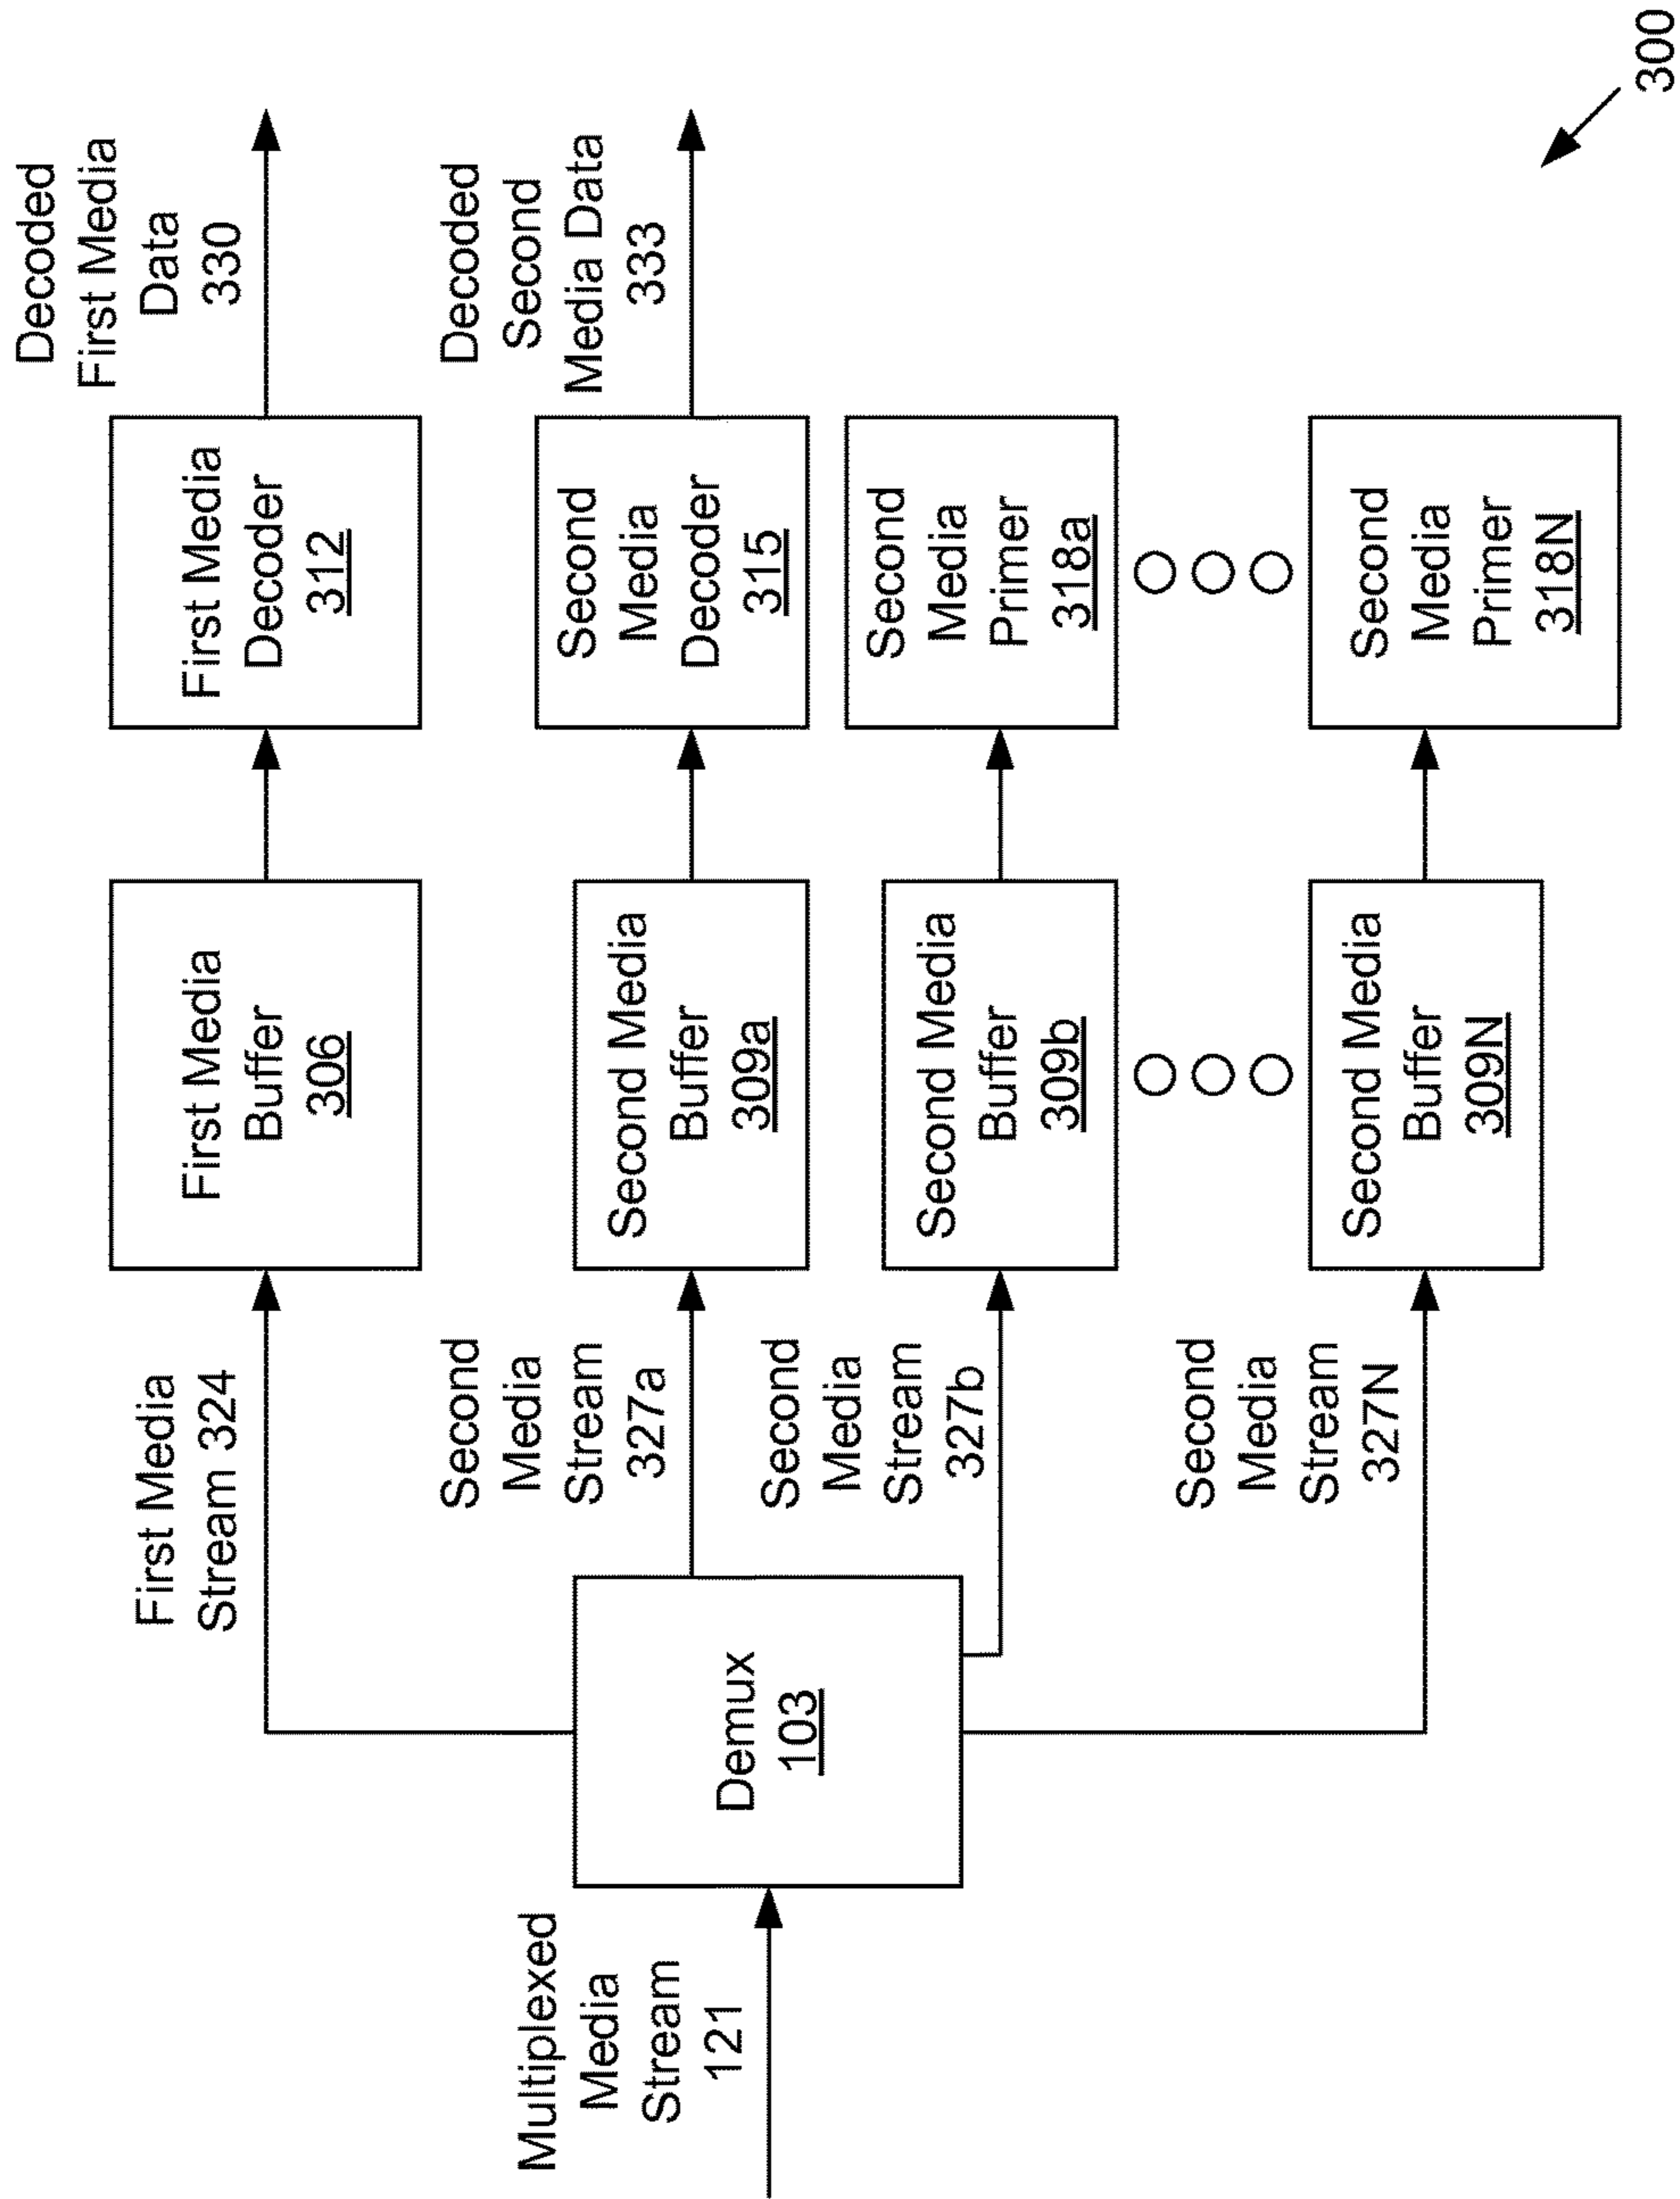 Multiplexed
Media
Stream
121
Demux
103
First Media
Stream 324
Second
Media
Stream
327a
Second
Media
Stream
327b
Second
Media
Stream
327N
First Media
Buffer
306
Second Media
Buffer
309a
Second Media
Buffer
309b
Second Media
Buffer
309N
First Media
Decoder
312
Second
Media
Decoder
315
Second
Media
Primer
318a
Second
Media
Primer
318N
Decoded
First Media
Data
330
Decoded
Second
Media Data
333
300